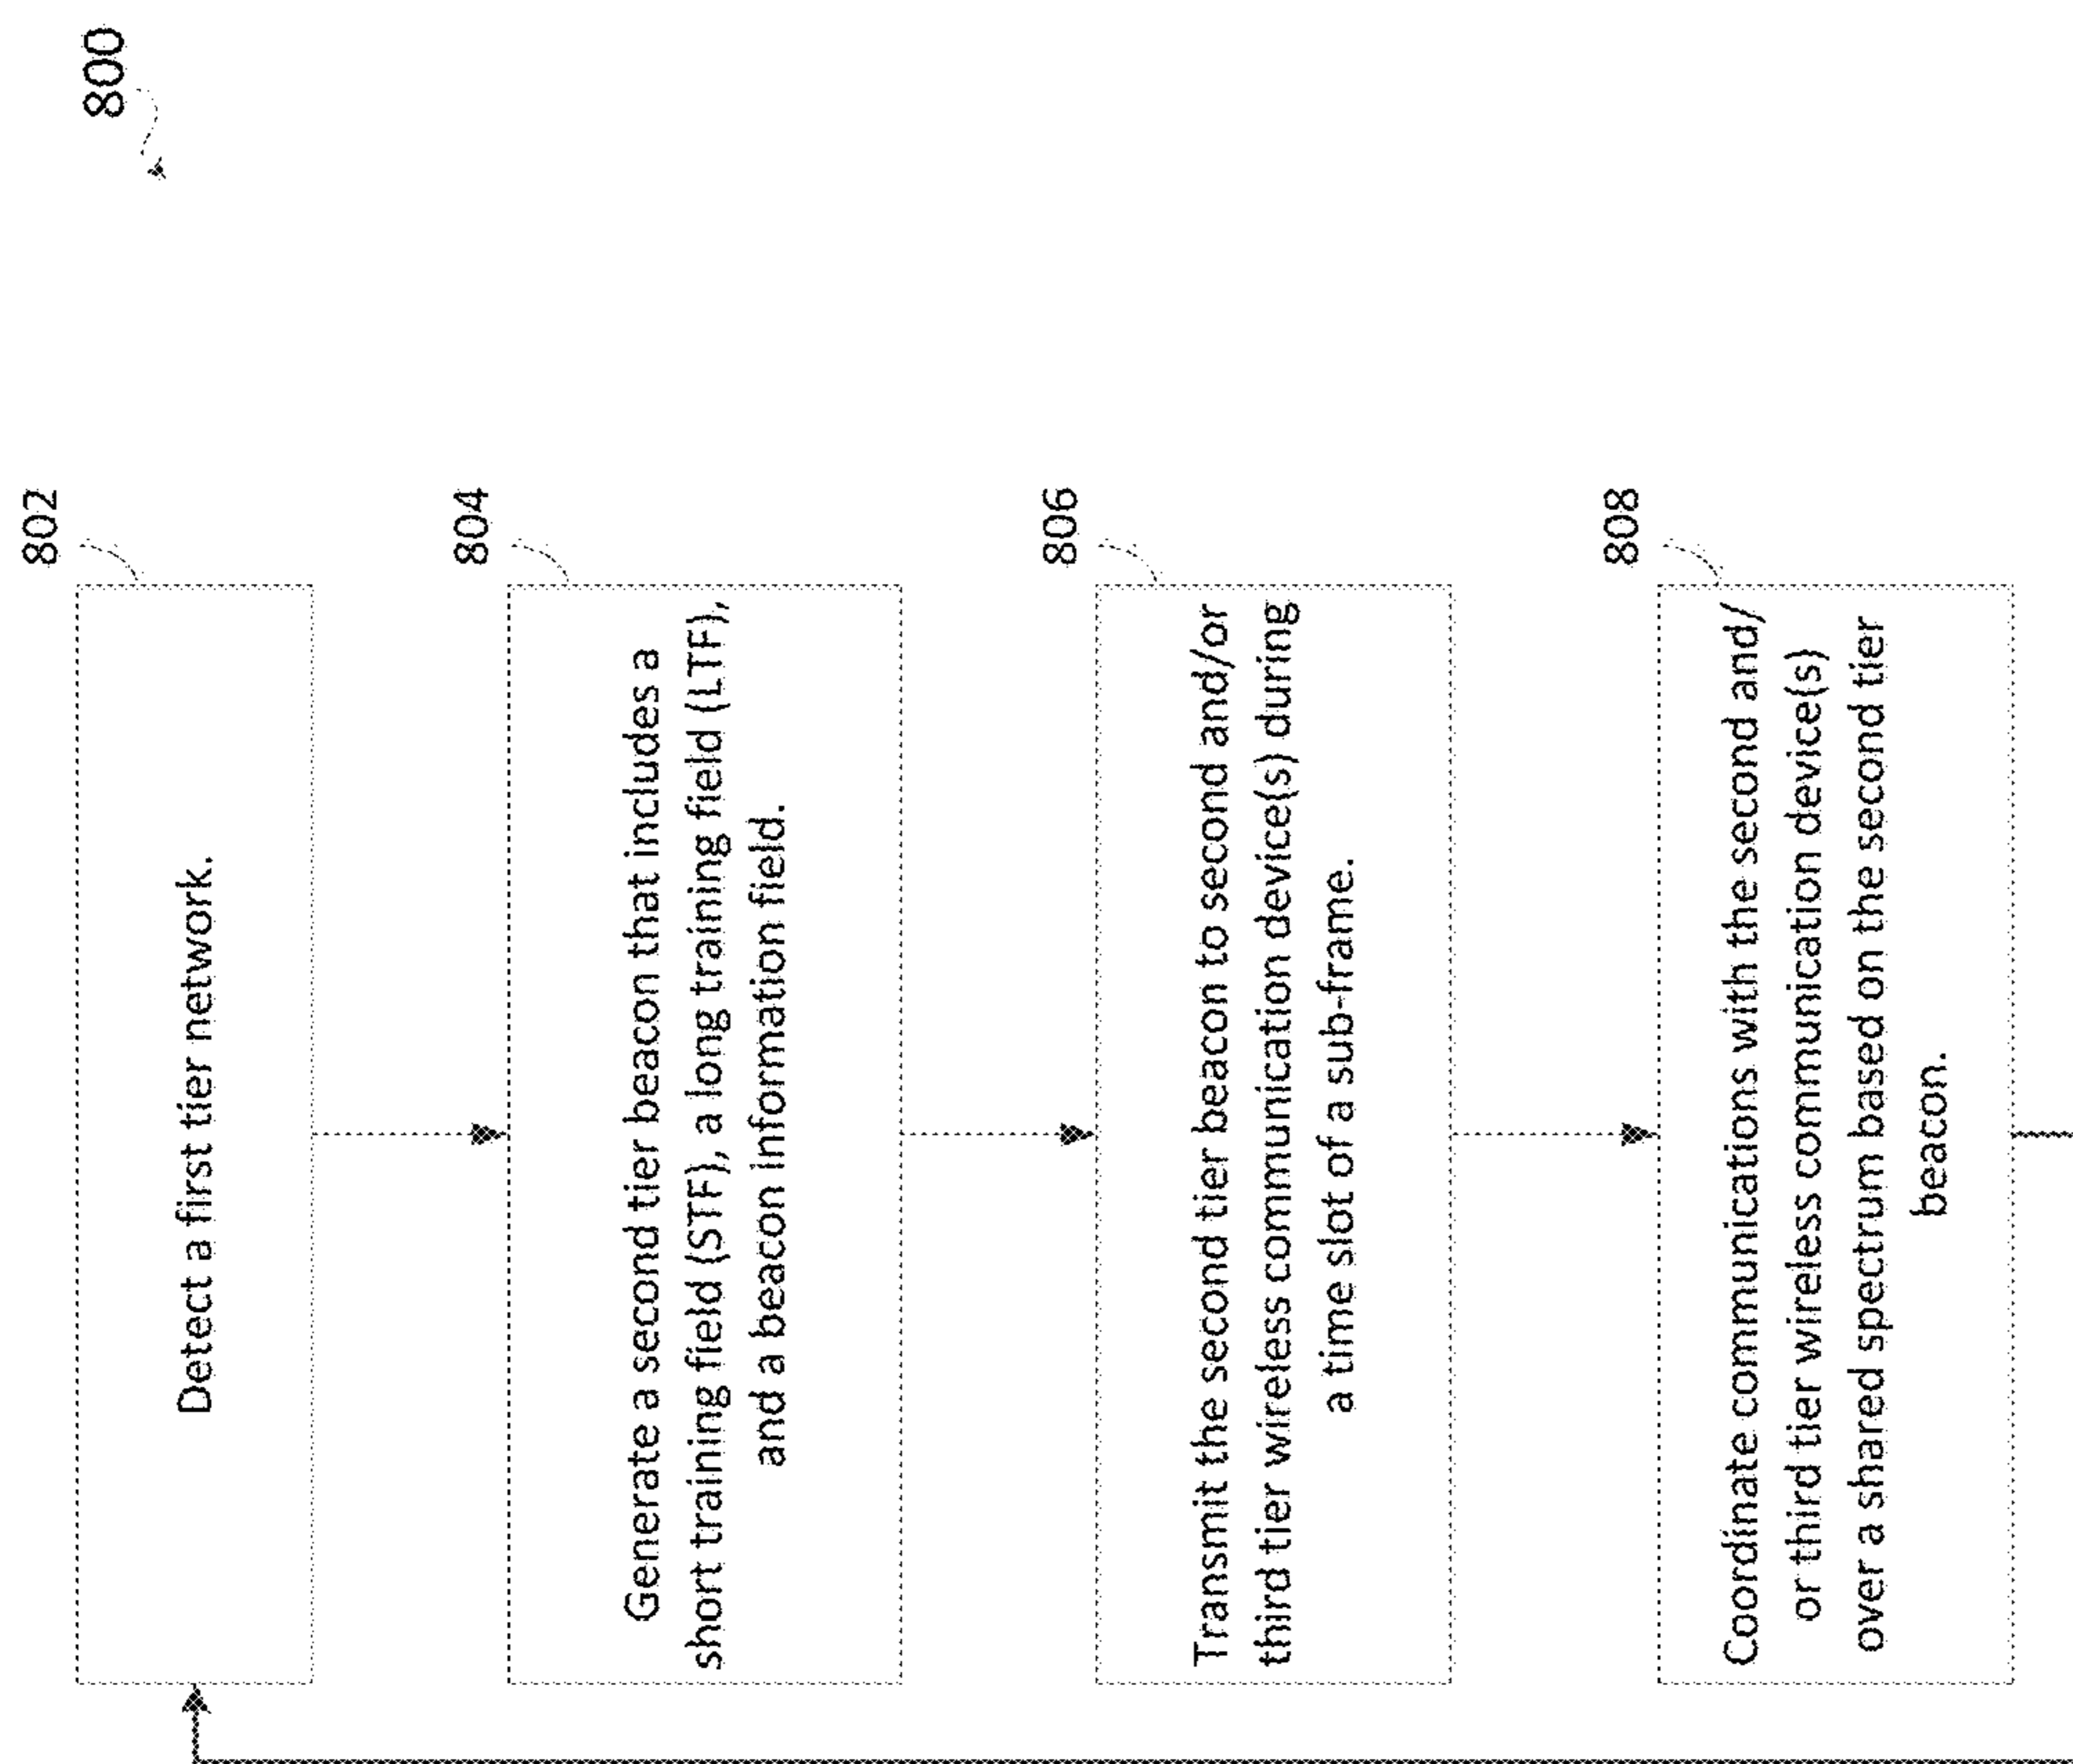 800
802
Detect a first tier network.
804
Generate a second tier beacon that includes a
short training field (STF), a long training field (LTF),
and a beacon information field.
806
Transmit the second tier beacon to second and/or
third tier wireless communication device(s) during
a time slot of a sub-frame.
808
Coordinate communications with the second and/
or third tier wireless communication device(s)
over a shared spectrum based on the second tier
beacon.